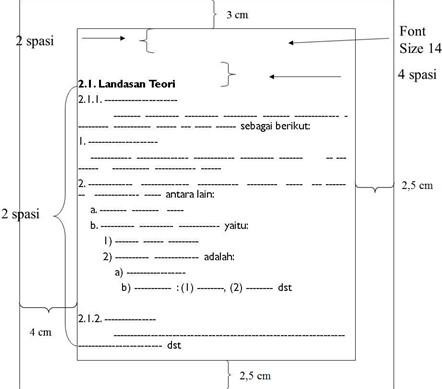 3 cm
2 spasi
Font
Size 14
4 spasi
2.1. Landasan Teori
2.1.1. --------------------
------- ------- ---------- ------- --------- ------------ -
-------- ---------- ------ --- ---- ----- ------ sebagai berikut:
1. -------------------
----------- ------------ ----------- ------ ------- ------ -- ---
------ --------- ------------ ---------- ------
2. ---------- ------------- ---------- ------- ---- --- -----
-- --------- ----- ------ ---- antara lain:
2,5 cm
a. ------- ------- -----
2 spasi
b. ---------- --------- ------------ yaitu:
1) ------ ------ --------
2) ---------- ------------ adalah:
a) ----------------
b) ---------- : (1) -------, (2) ------- dst
2.1.2. --------------
4 cm
---------------------------------------------------------------
----------------------- dst
2,5 cm